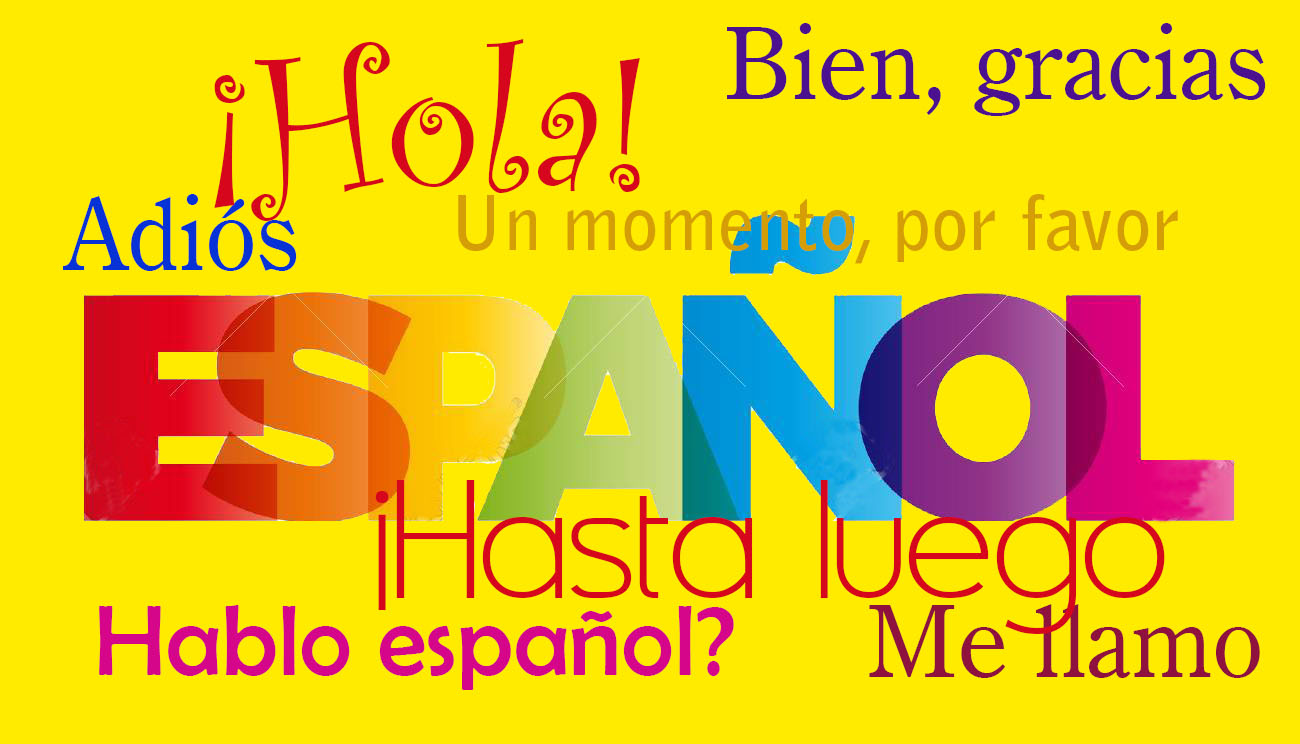 ¡Hola!
Bien, gracias
Adiós
Un momento, por favor
ESPAÑOL
¡Hasta luego
Hablo español?
Me llamo